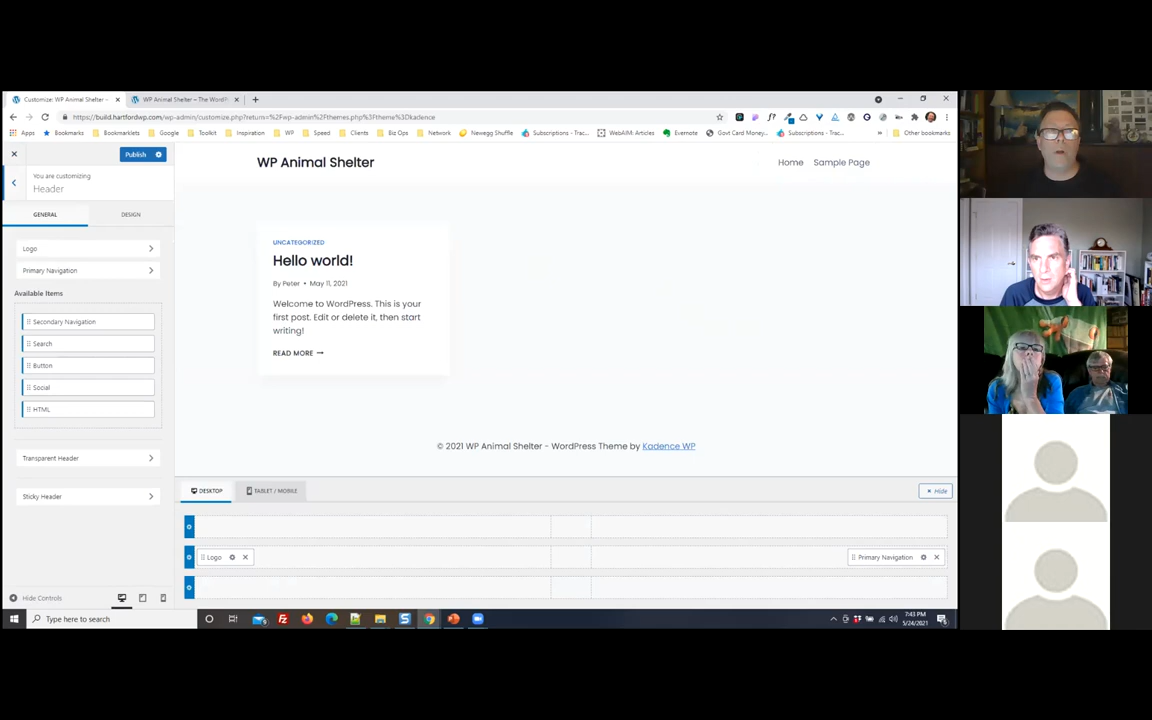 Customize: WP Animal Shelter –
WP Animal Shelter – The WordP
https://build.hartfordwp.com/wp-admin/customize.php?return=%2Fwp-admin%2Fthemes.php%3Ftheme%3Dkadence
Apps Bookmarks Bookmarklets Google Toolkit Inspiration WP Speed Clients Biz Ops Network Newegg Shuffle Subscriptions - Trac... WebAIM: Articles Evernote Govt Card Money... Subscriptions - Trac... » Other bookmarks
Publish
You are customizing
Header
GENERAL DESIGN
Logo
Primary Navigation
Available Items
Secondary Navigation
Search
Button
Social
HTML
Transparent Header
Sticky Header
Hide Controls
WP Animal Shelter Home Sample Page
UNCATEGORIZED
Hello world!
By Peter • May 11, 2021
Welcome to WordPress. This is your
first post. Edit or delete it, then start
writing!
READ MORE →
© 2021 WP Animal Shelter - WordPress Theme by Kadence WP
DESKTOP TABLET / MOBILE Hide
Logo Primary Navigation
Type here to search
7:43 PM
5/24/2021